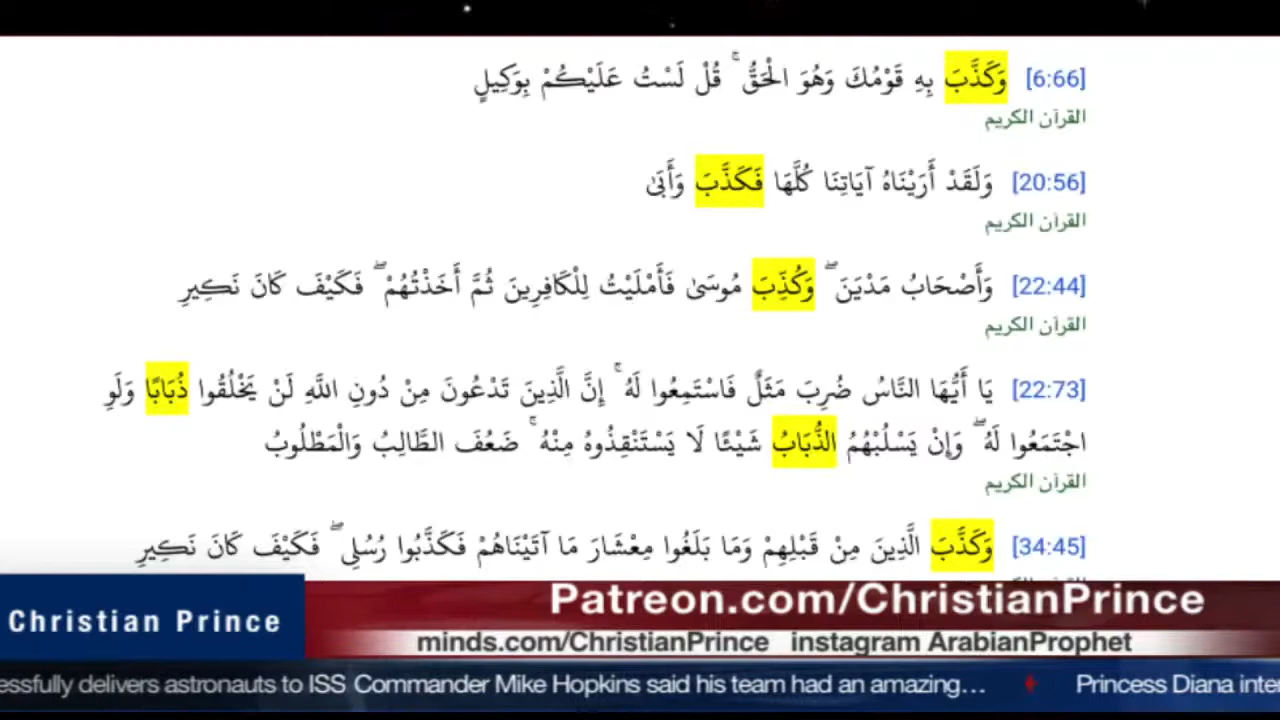 [6:66] وَكَذَّبَ بِهِ قَوْمُكَ وَهُوَ الْحَقُّ ۚ قُلْ لَسْتُ عَلَيْكُمْ بِوَكِيلٍ
القرآن الكريم
[20:56] وَلَقَدْ أَرَيْنَاهُ آيَاتِنَا كُلَّهَا فَكَذَّبَ وَأَبَىٰ
القرآن الكريم
[22:44] وَأَصْحَابُ مَدْيَنَ ۖ وَكُذِّبَ مُوسَىٰ فَأَمْلَيْتُ لِلْكَافِرِينَ ثُمَّ أَخَذْتُهُمْ ۖ فَكَيْفَ كَانَ نَكِيرِ
القرآن الكريم
[22:73] يَا أَيُّهَا النَّاسُ ضُرِبَ مَثَلٌ فَاسْتَمِعُوا لَهُ ۚ إِنَّ الَّذِينَ تَدْعُونَ مِنْ دُونِ اللَّهِ لَنْ يَخْلُقُوا ذُبَابًا وَلَوِ
اجْتَمَعُوا لَهُ ۖ وَإِنْ يَسْلُبْهُمُ الذُّبَابُ شَيْئًا لَا يَسْتَنْقِذُوهُ مِنْهُ ۚ ضَعُفَ الطَّالِبُ وَالْمَطْلُوبُ
القرآن الكريم
[34:45] وَكَذَّبَ الَّذِينَ مِنْ قَبْلِهِمْ وَمَا بَلَغُوا مِعْشَارَ مَا آتَيْنَاهُمْ فَكَذَّبُوا رُسُلِي ۖ فَكَيْفَ كَانَ نَكِيرِ
Christian Prince
Patreon.com/ChristianPrince
minds.com/ChristianPrince instagram ArabianProphet
essfully delivers astronauts to ISS Commander Mike Hopkins said his team had an amazing... Princess Diana inte